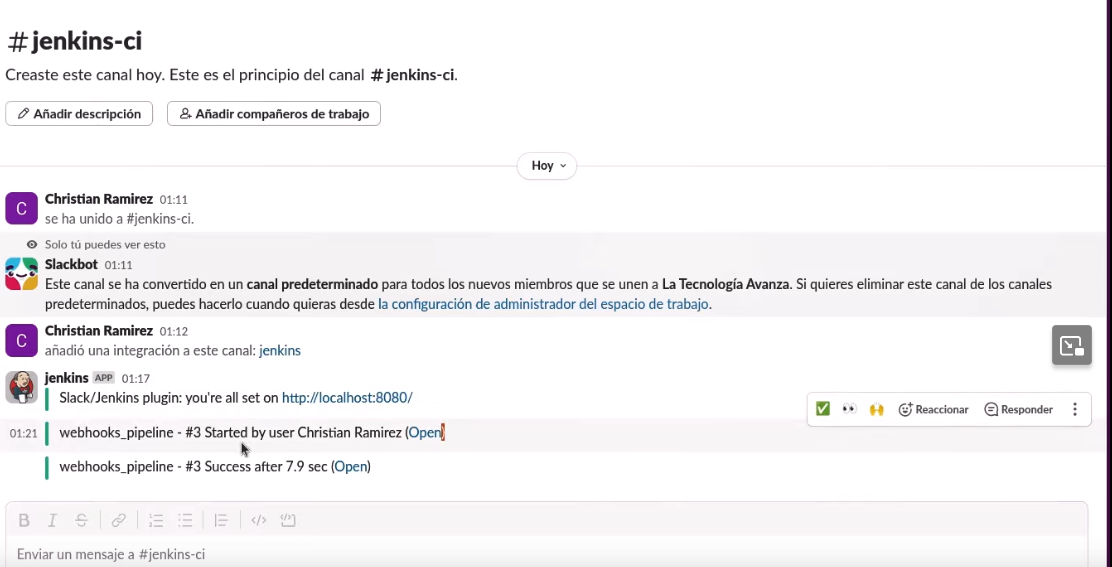 # jenkins-ci
Creaste este canal hoy. Este es el principio del canal # jenkins-ci.
Añadir descripción
Añadir compañeros de trabajo
Hoy
C
Christian Ramirez 01:11
se ha unido a #jenkins-ci.
Solo tú puedes ver esto
Slackbot 01:11
Este canal se ha convertido en un canal predeterminado para todos los nuevos miembros que se unen a La Tecnología Avanza. Si quieres eliminar este canal de los canales
predeterminados, puedes hacerlo cuando quieras desde la configuración de administrador del espacio de trabajo.
C
Christian Ramirez 01:12
añadió una integración a este canal: jenkins
jenkins APP 01:17
Slack/Jenkins plugin: you're all set on http://localhost:8080/
Reaccionar Responder
01:21 webhooks_pipeline - #3 Started by user Christian Ramirez (Open)
webhooks_pipeline - #3 Success after 7.9 sec (Open)
B I S
Enviar un mensaje a #jenkins-ci